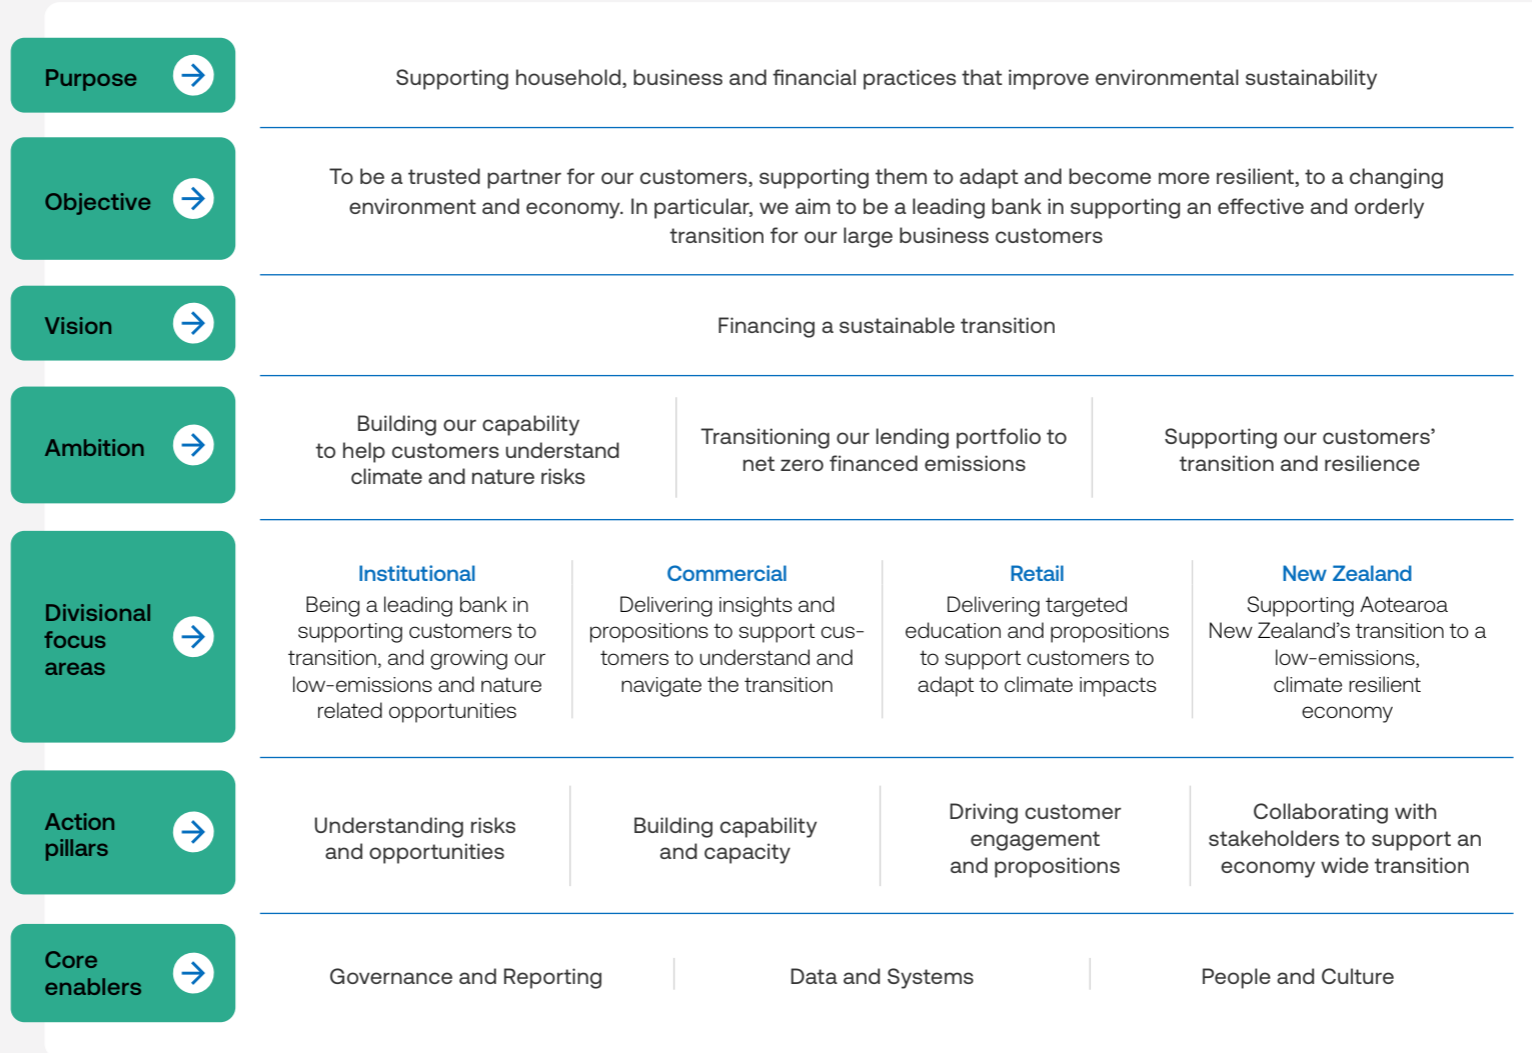 Purpose
Supporting household, business and financial practices that improve environmental sustainability
Objective
To be a trusted partner for our customers, supporting them to adapt and become more resilient, to a changing
environment and economy. In particular, we aim to be a leading bank in supporting an effective and orderly
transition for our large business customers
Vision
Financing a sustainable transition
Ambition
Building our capability
to help customers understand
climate and nature risks
Transitioning our lending portfolio to
net zero financed emissions
Supporting our customers’
transition and resilience
Divisional
focus
areas
Institutional
Being a leading bank in
supporting customers to
transition, and growing our
low-emissions and nature
related opportunities
Commercial
Delivering insights and
propositions to support cus-
tomers to understand and
navigate the transition
Retail
Delivering targeted
education and propositions
to support customers to
adapt to climate impacts
New Zealand
Supporting Aotearoa
New Zealand’s transition to a
low-emissions,
climate resilient
economy
Action
pillars
Understanding risks
and opportunities
Building capability
and capacity
Driving customer
engagement
and propositions
Collaborating with
stakeholders to support an
economy wide transition
Core
enablers
Governance and Reporting
Data and Systems
People and Culture